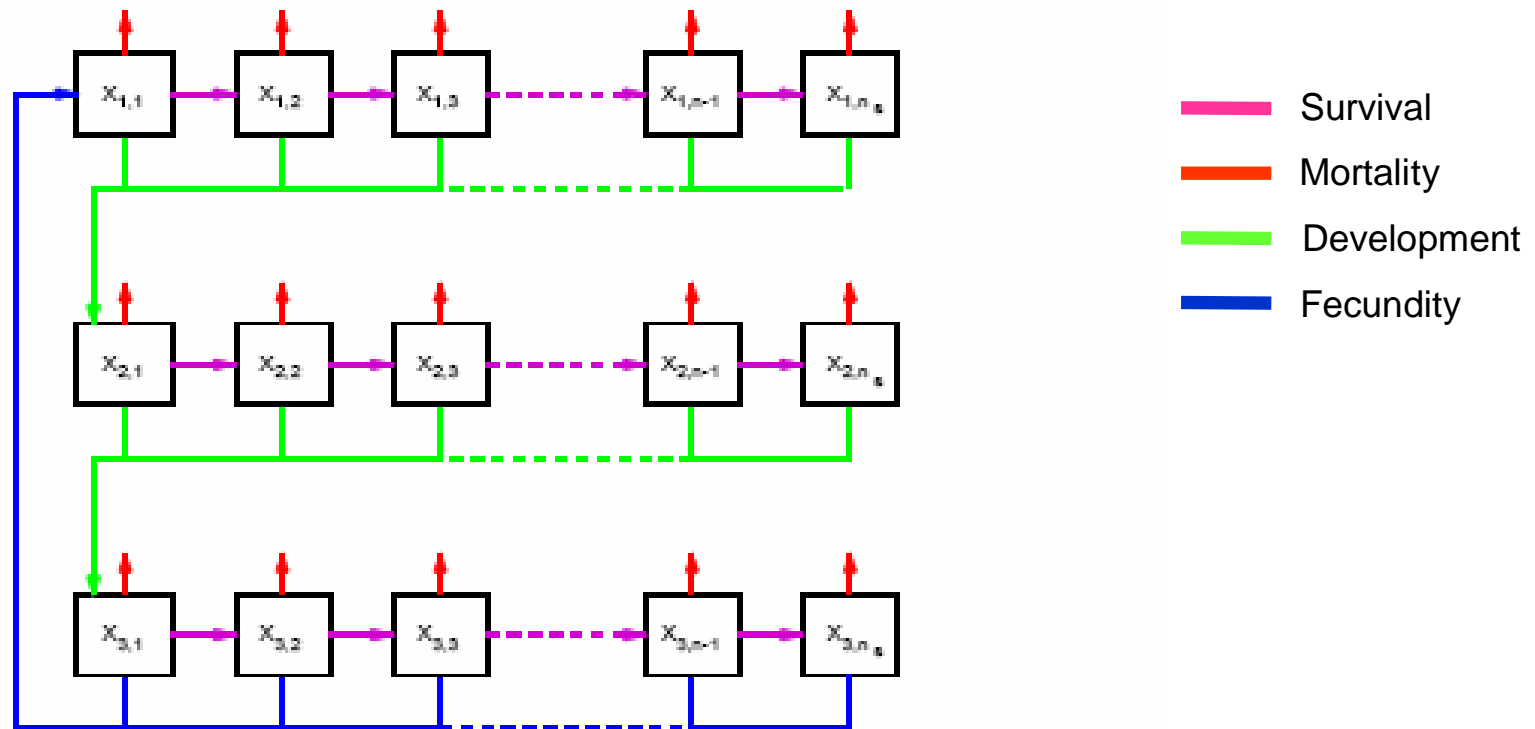 X1,1 X1,2 X1,3 X1,n-1 X1,ns
X2,1 X2,2 X2,3 X2,n-1 X2,ns
X3,1 X3,2 X3,3 X3,n-1 X3,ns
Survival
Mortality
Development
Fecundity